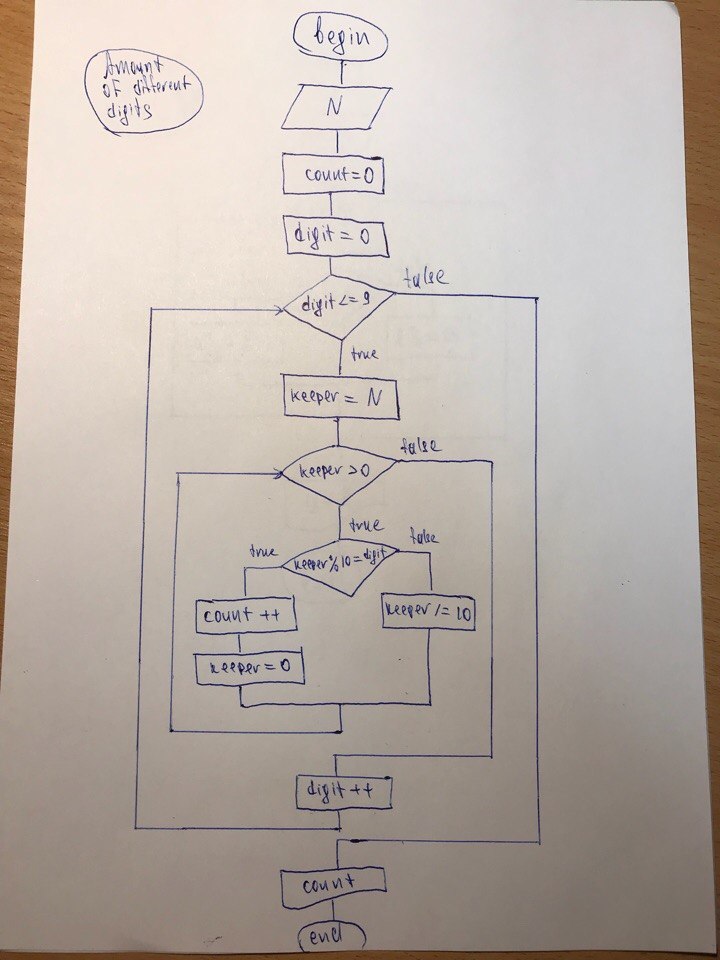 Amount
of different
digits
begin
N
count=0
digit = 0
digit <= 9
false
true
keeper = N
keeper >0
false
true
keeper%10=digit
true
false
count ++
keeper /= 10
keeper = 0
digit ++
count
end